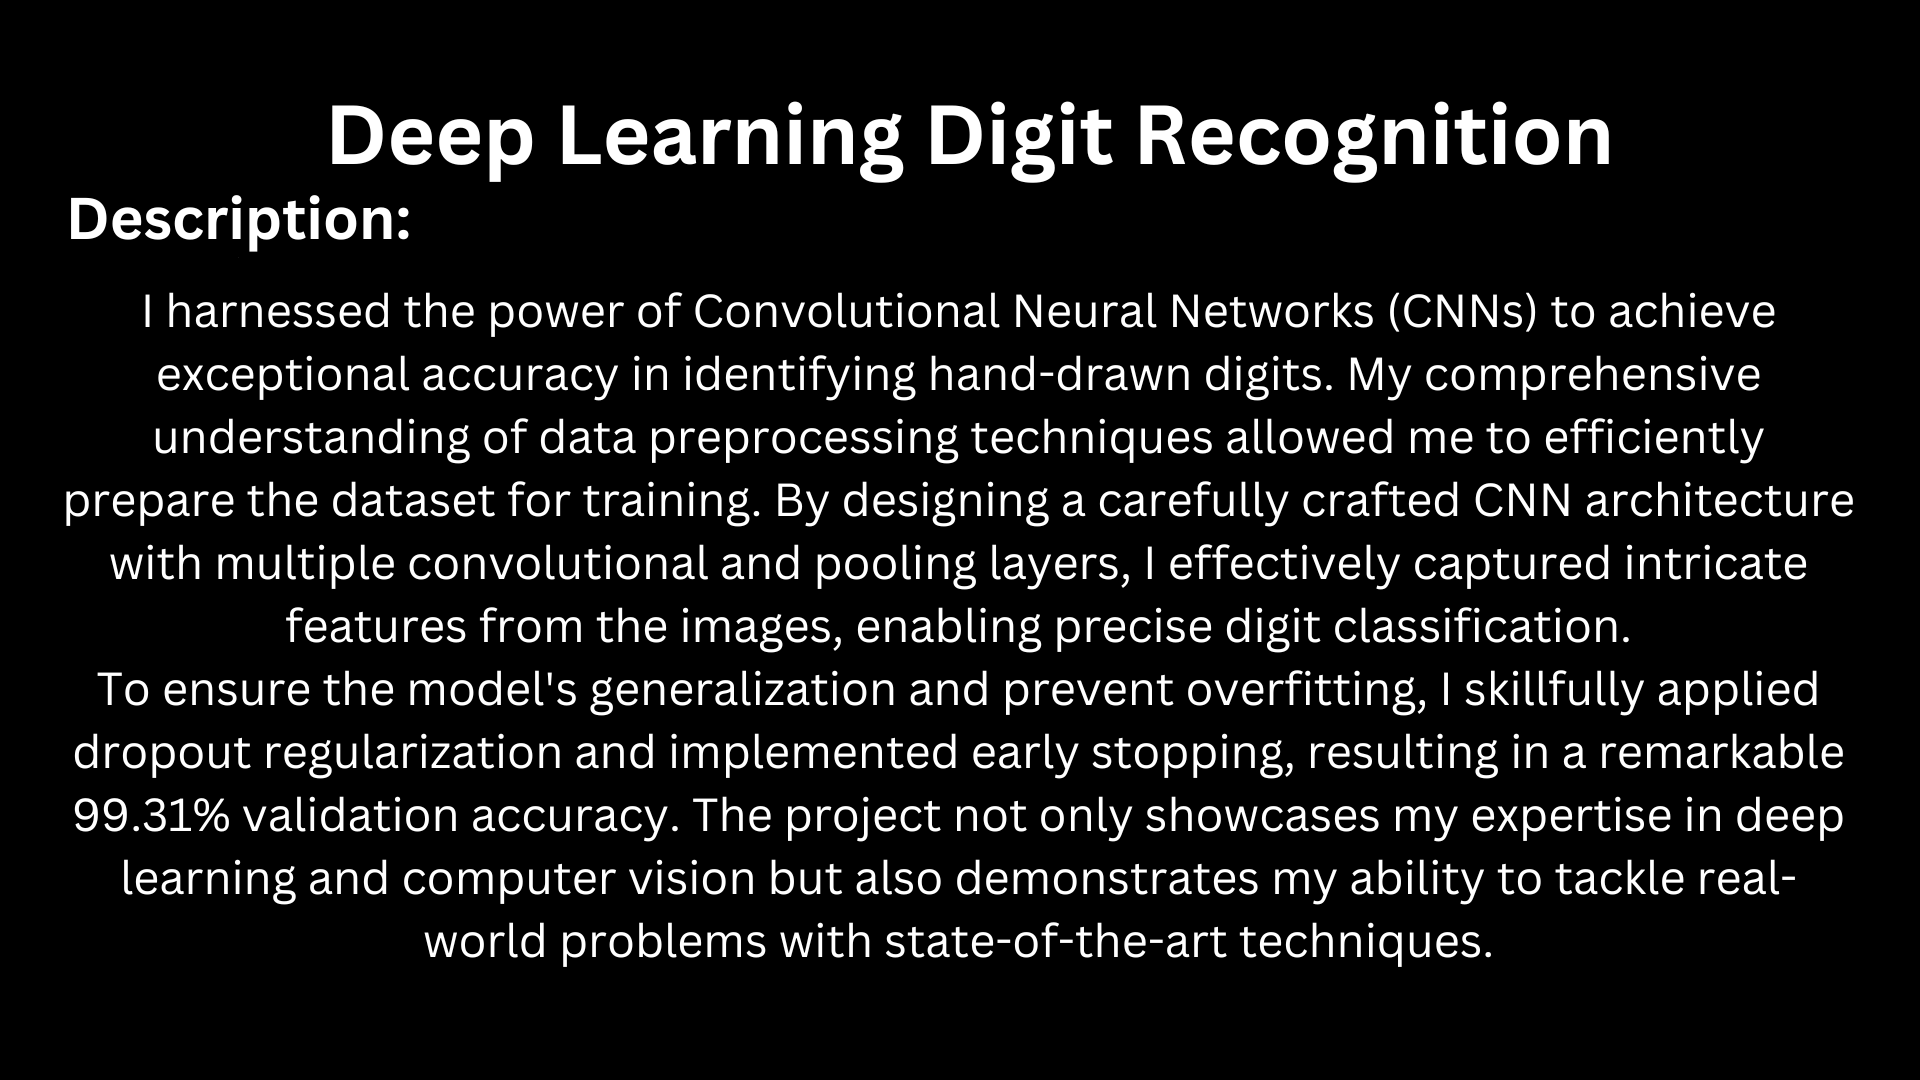 Deep Learning Digit Recognition
Description:
I harnessed the power of Convolutional Neural Networks (CNNs) to achieve
exceptional accuracy in identifying hand-drawn digits. My comprehensive
understanding of data preprocessing techniques allowed me to efficiently
prepare the dataset for training. By designing a carefully crafted CNN architecture
with multiple convolutional and pooling layers, I effectively captured intricate
features from the images, enabling precise digit classification.
To ensure the model's generalization and prevent overfitting, I skillfully applied
dropout regularization and implemented early stopping, resulting in a remarkable
99.31% validation accuracy. The project not only showcases my expertise in deep
learning and computer vision but also demonstrates my ability to tackle real-
world problems with state-of-the-art techniques.